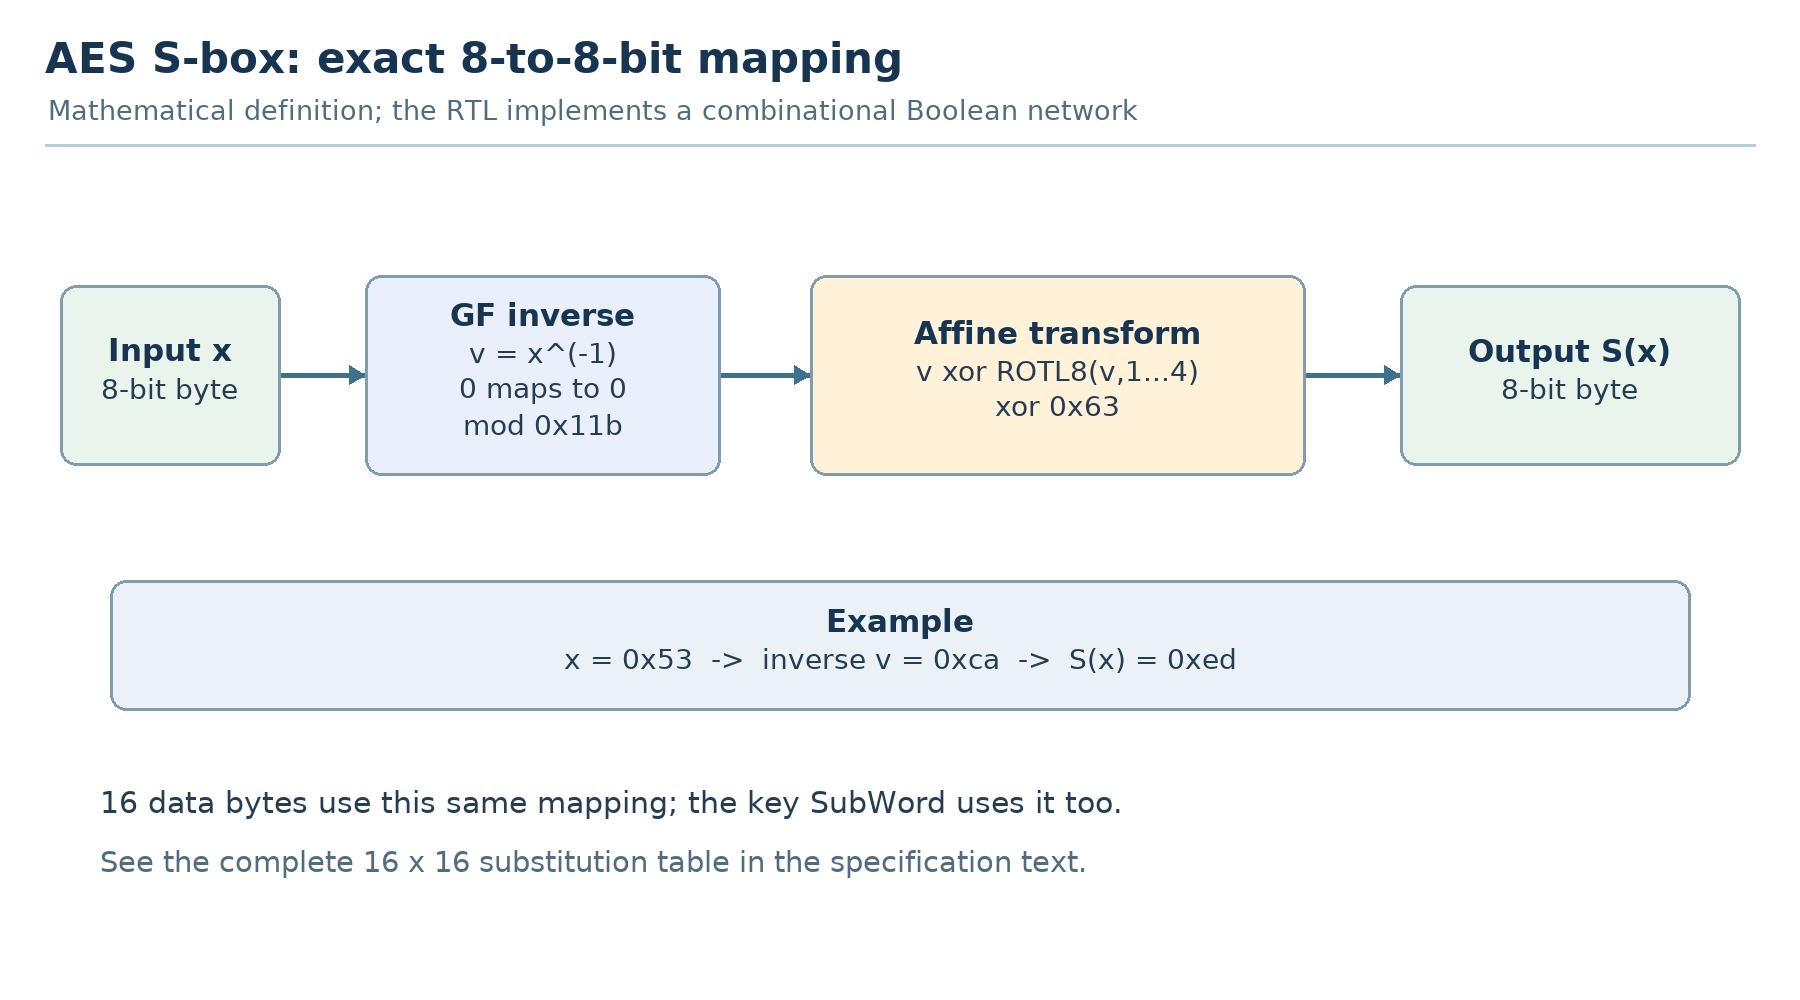 AES S-box: exact 8-to-8-bit mapping
Mathematical definition; the RTL implements a combinational Boolean network
Input x
8-bit byte
GF inverse
v = x^(-1)
0 maps to 0
mod 0x11b
Affine transform
v xor ROTL8(v,1...4)
xor 0x63
Output S(x)
8-bit byte
Example
x = 0x53  ->  inverse v = 0xca  ->  S(x) = 0xed
16 data bytes use this same mapping; the key SubWord uses it too.
See the complete 16 x 16 substitution table in the specification text.